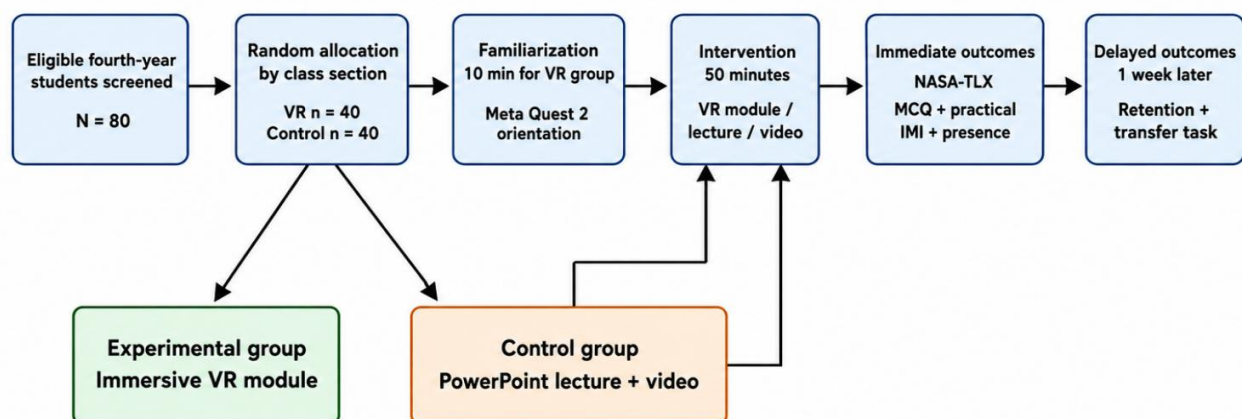 Eligible fourth-year
students screened
N = 80
Random allocation
by class section
VR n = 40
Control n = 40
Familiarization
10 min for VR group
Meta Quest 2
orientation
Intervention
50 minutes
VR module /
lecture / video
Immediate outcomes
NASA-TLX
MCQ + practical
IMI + presence
Delayed outcomes
1 week later
Retention +
transfer task
Experimental group
Immersive VR module
Control group
PowerPoint lecture + video